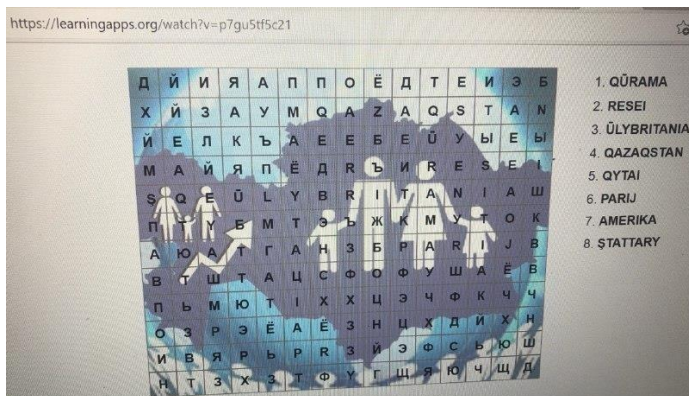 https://learningapps.org/watch?v=p7gu5tf5c21
Д Й И Я А П П О Ё Д Т Е И Э Б
Х Й З А У М Q A Z A Q S T A N
Й Е Л К Ъ А Е Е Б Е Ū У Ы Е Ы
М А Й Я П Ё Д R Ъ И R E S E I
Ş Q E Ū L Y B R I T A N I A Ш
П Т Y Б М Т Э Ъ Ж К М У Т О К
А Ю А Т Г А Н З Б P A R I J В
В Т Ш Т А Ц С Ф О Ф У Ш А Ё В
П Ь М Ю Т I Х Х Ц Э Ч Ф К Ч Ч
О З Р Э Ё А Ё З Н Ц Х Д Й Х Н
И В Я Р Ь Р R З Й Э Ф С Ь Ю Ш
Н Т З Х З Т Ф У Г Щ Я Ю Ч Щ Д
1. QŪRAMA
2. RESEI
3. ŪLYBRITANIA
4. QAZAQSTAN
5. QYTAI
6. PARIJ
7. AMERIKA
8. ŞTATTARY